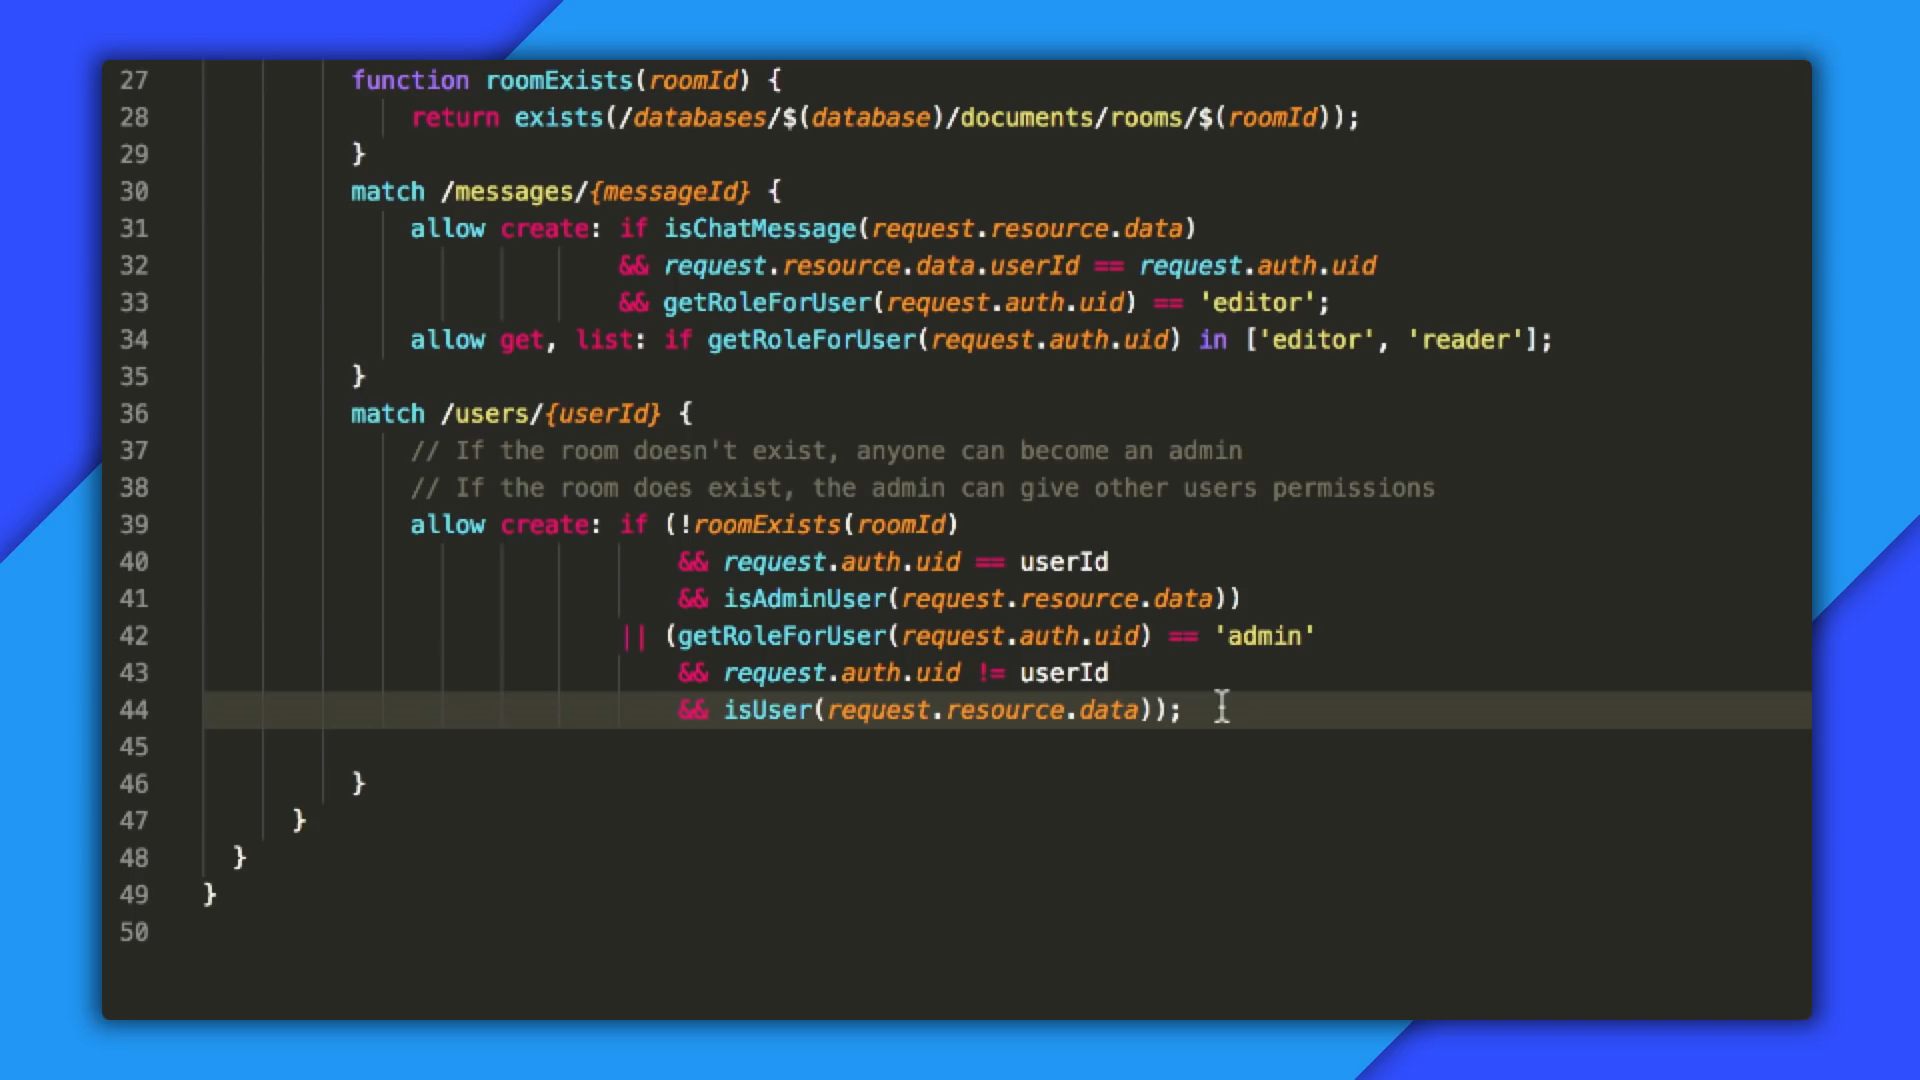 27 function roomExists(roomId) {
28 return exists(/databases/$(database)/documents/rooms/$(roomId));
29 }
30 match /messages/{messageId} {
31 allow create: if isChatMessage(request.resource.data)
32 && request.resource.data.userId == request.auth.uid
33 && getRoleForUser(request.auth.uid) == 'editor';
34 allow get, list: if getRoleForUser(request.auth.uid) in ['editor', 'reader'];
35 }
36 match /users/{userId} {
37 // If the room doesn't exist, anyone can become an admin
38 // If the room does exist, the admin can give other users permissions
39 allow create: if (!roomExists(roomId)
40 && request.auth.uid == userId
41 && isAdminUser(request.resource.data))
42 || (getRoleForUser(request.auth.uid) == 'admin'
43 && request.auth.uid != userId
44 && isUser(request.resource.data));
45
46 }
47 }
48 }
49 }
50